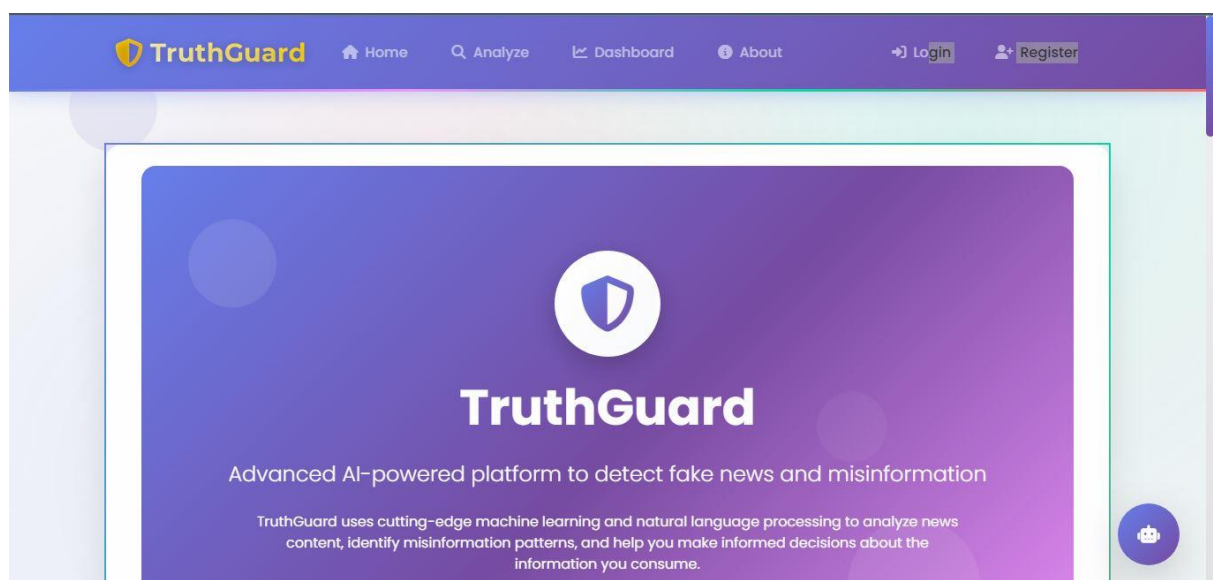 TruthGuard Home Analyze Dashboard About Login Register
TruthGuard
Advanced AI-powered platform to detect fake news and misinformation
TruthGuard uses cutting-edge machine learning and natural language processing to analyze news
content, identify misinformation patterns, and help you make informed decisions about the
information you consume.